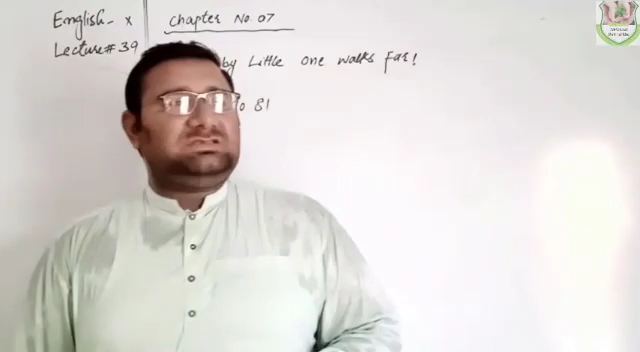 English - X
Lecture # 39
Chapter No. 07
by Little one walks far!
81